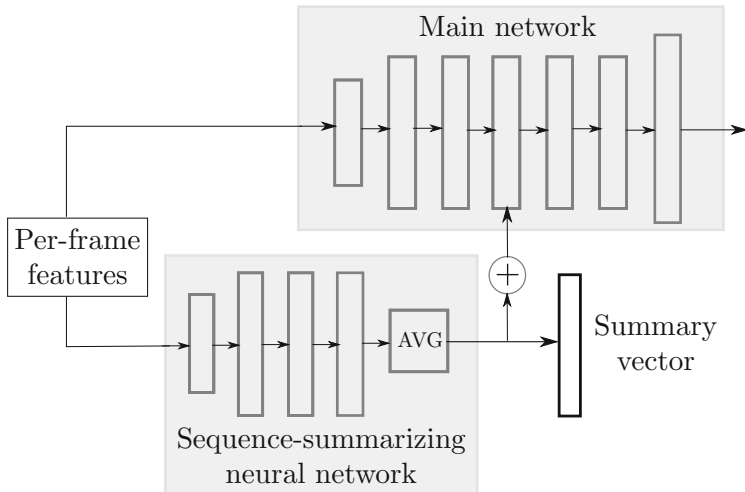 Main network
Per-frame
features
+
AVG
Summary
vector
Sequence-summarizing
neural network